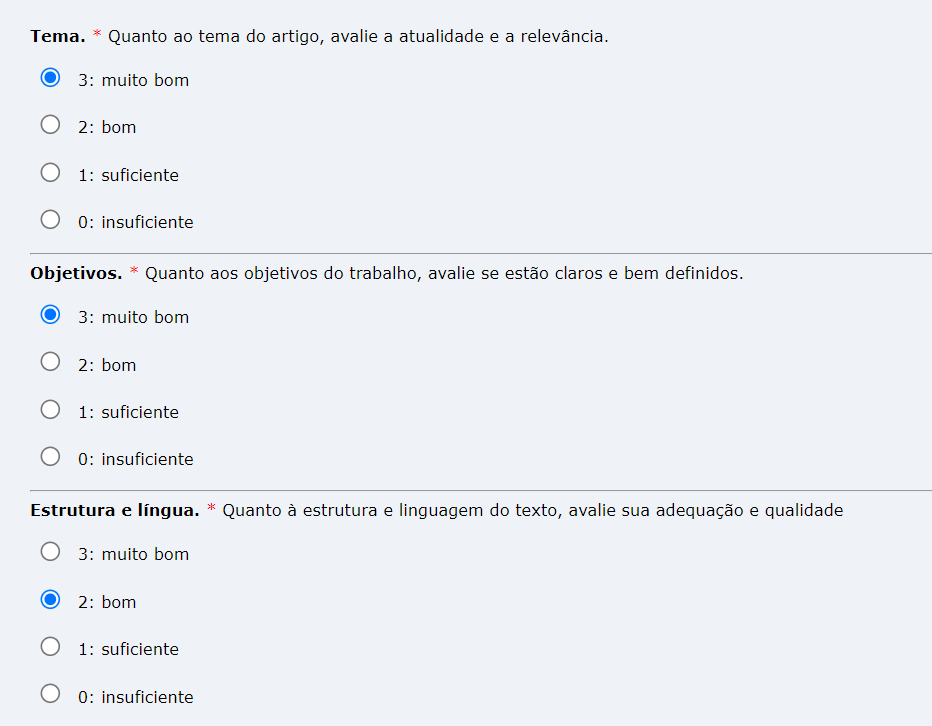 Tema. * Quanto ao tema do artigo, avalie a atualidade e a relevância.
3: muito bom
2: bom
1: suficiente
0: insuficiente
Objetivos. * Quanto aos objetivos do trabalho, avalie se estão claros e bem definidos.
3: muito bom
2: bom
1: suficiente
0: insuficiente
Estrutura e língua. * Quanto à estrutura e linguagem do texto, avalie sua adequação e qualidade
3: muito bom
2: bom
1: suficiente
0: insuficiente